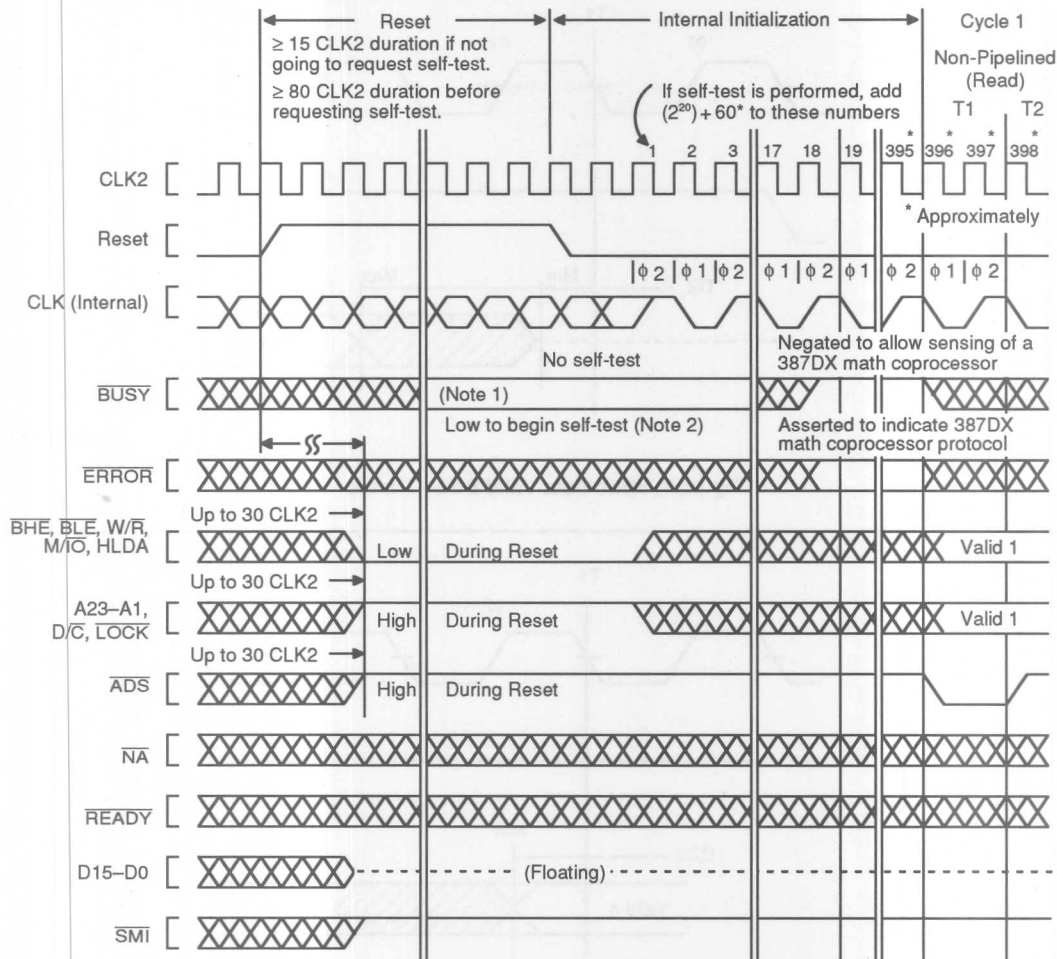 Reset
Internal Initialization
Cycle 1
≥ 15 CLK2 duration if not
going to request self-test.
≥ 80 CLK2 duration before
requesting self-test.
Non-Pipelined
(Read)
If self-test is performed, add
(2²⁰) + 60* to these numbers
T1 T2
1 2 3 17 18 19 395* 396* 397* 398*
CLK2
* Approximately
Reset
ϕ 2 ϕ 1 ϕ 2 ϕ 1 ϕ 2 ϕ 1 ϕ 2 ϕ 1 ϕ 2
CLK (Internal)
No self-test
Negated to allow sensing of a
387DX math coprocessor
BUSY
(Note 1)
Low to begin self-test (Note 2)
Asserted to indicate 387DX
math coprocessor protocol
ERROR
Up to 30 CLK2
BHE, BLE, W/R,
M/IO, HLDA
Low During Reset Valid 1
Up to 30 CLK2
A23–A1,
D/C, LOCK
High During Reset Valid 1
Up to 30 CLK2
ADS
High During Reset
NA
READY
D15–D0
(Floating)
SMI